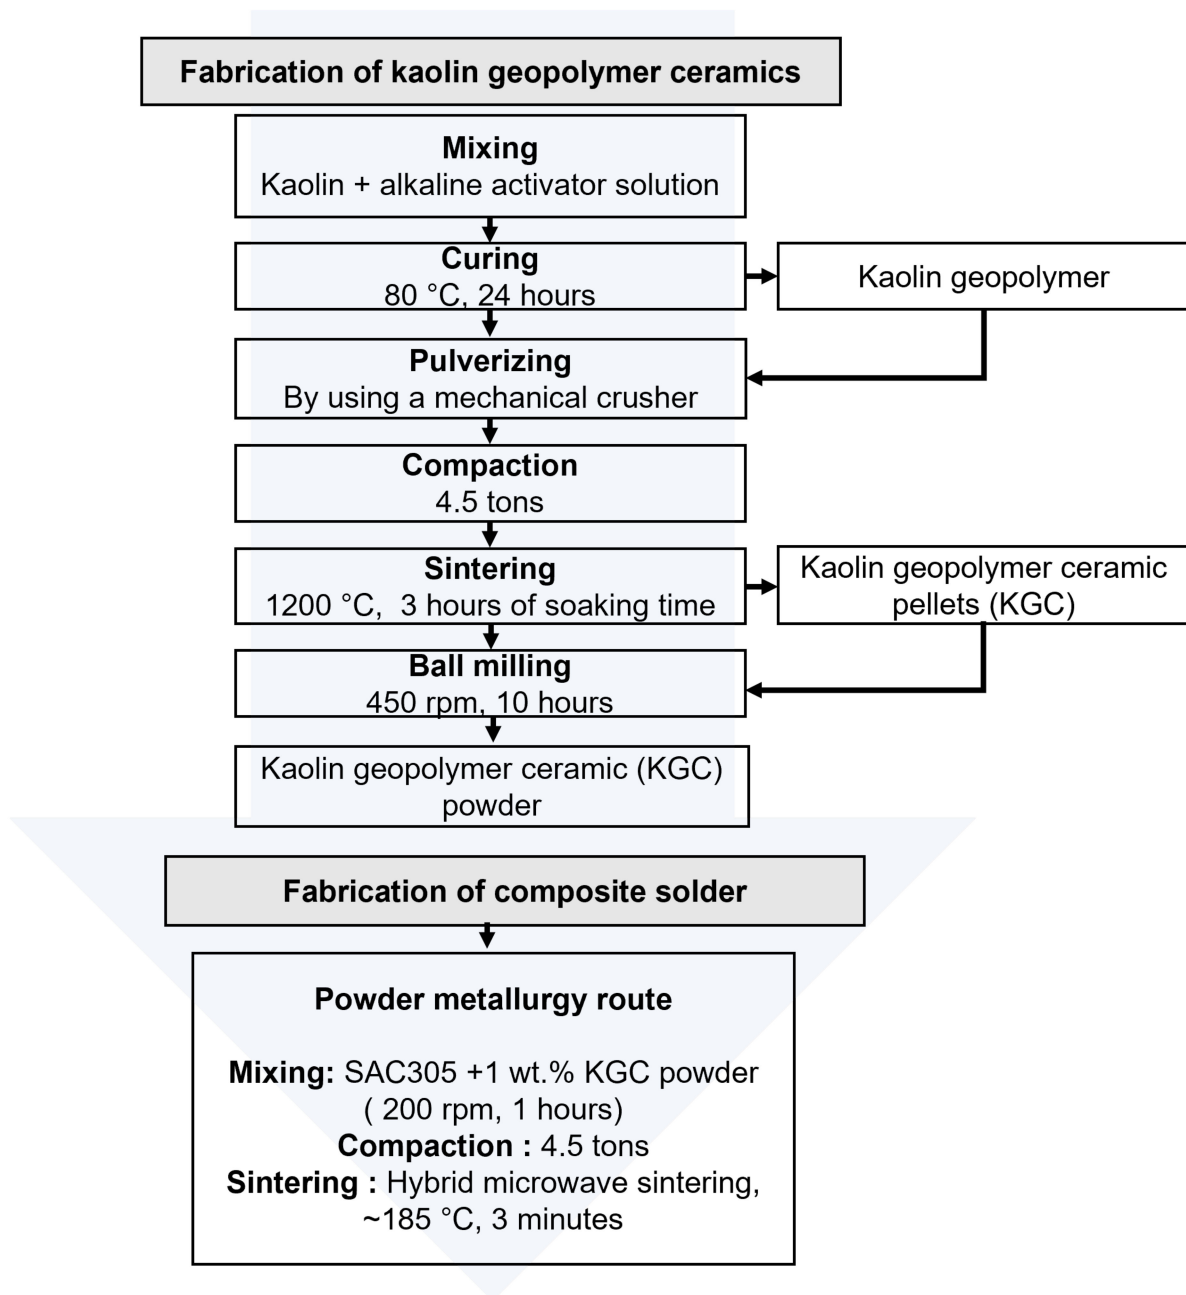 Fabrication of kaolin geopolymer ceramics
Mixing
Kaolin + alkaline activator solution
Curing
80 °C, 24 hours
Kaolin geopolymer
Pulverizing
By using a mechanical crusher
Compaction
4.5 tons
Sintering
1200 °C,  3 hours of soaking time
Kaolin geopolymer ceramic
pellets (KGC)
Ball milling
450 rpm, 10 hours
Kaolin geopolymer ceramic (KGC)
powder
Fabrication of composite solder
Powder metallurgy route
Mixing: SAC305 +1 wt.% KGC powder
( 200 rpm, 1 hours)
Compaction : 4.5 tons
Sintering : Hybrid microwave sintering,
~185 °C, 3 minutes